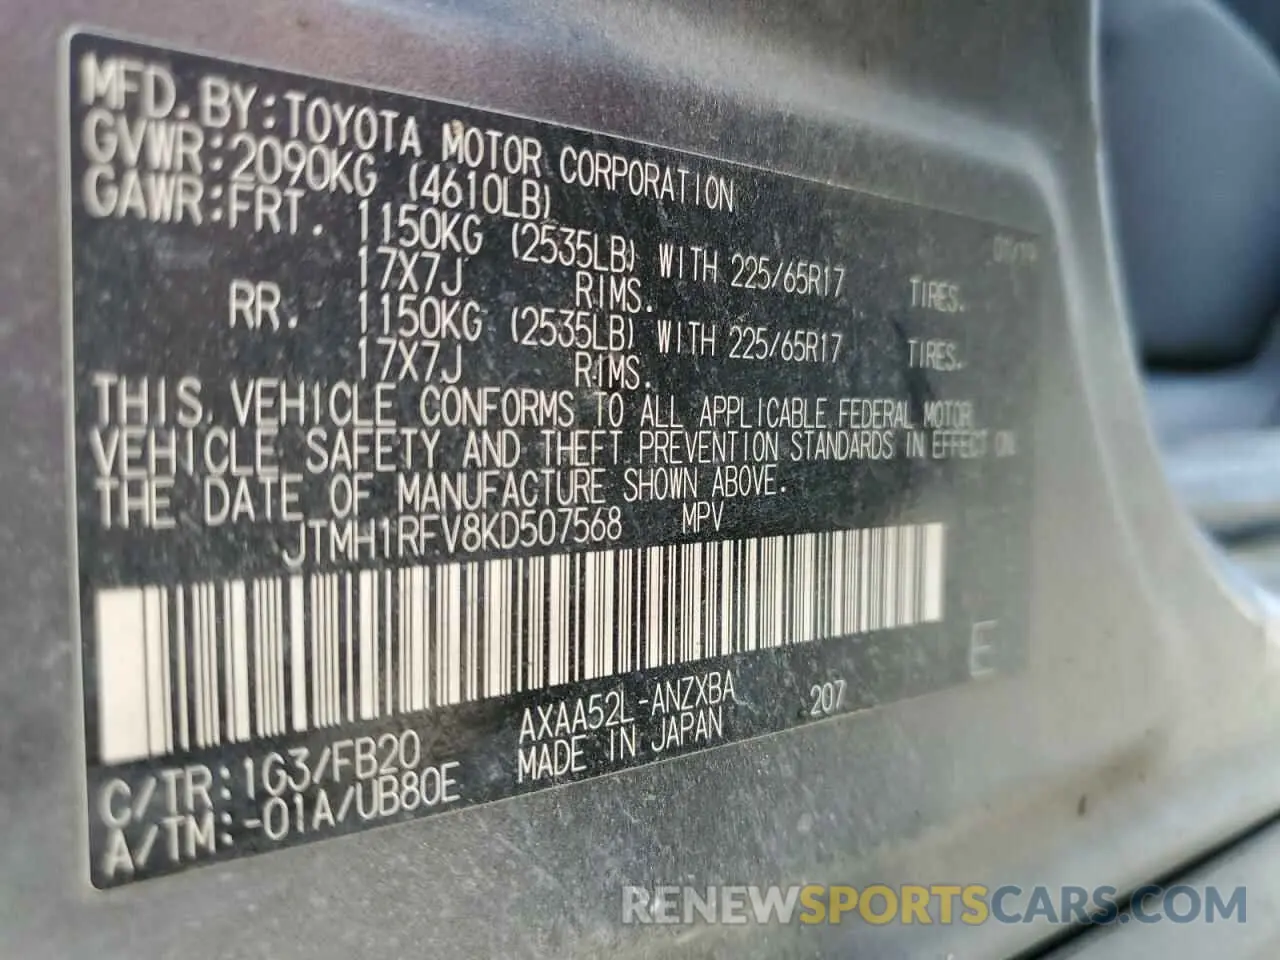 MFD. BY: TOYOTA MOTOR CORPORATION
GVWR: 2090KG (4610LB)
GAWR: FRT. 1150KG (2535LB) WITH 225/65R17 TIRES.
17X7J RIMS.
RR. 1150KG (2535LB) WITH 225/65R17 TIRES.
17X7J RIMS.
THIS VEHICLE CONFORMS TO ALL APPLICABLE FEDERAL MOTOR
VEHICLE SAFETY AND THEFT PREVENTION STANDARDS IN EFFECT ON
THE DATE OF MANUFACTURE SHOWN ABOVE.
JTMH1RFV8KD507568 MPV
E
C/TR: 1G3/FB20 AXAA52L-ANZXBA 207
A/TM: -01A/UB80E MADE IN JAPAN
RENEWSPORTSCARS.COM